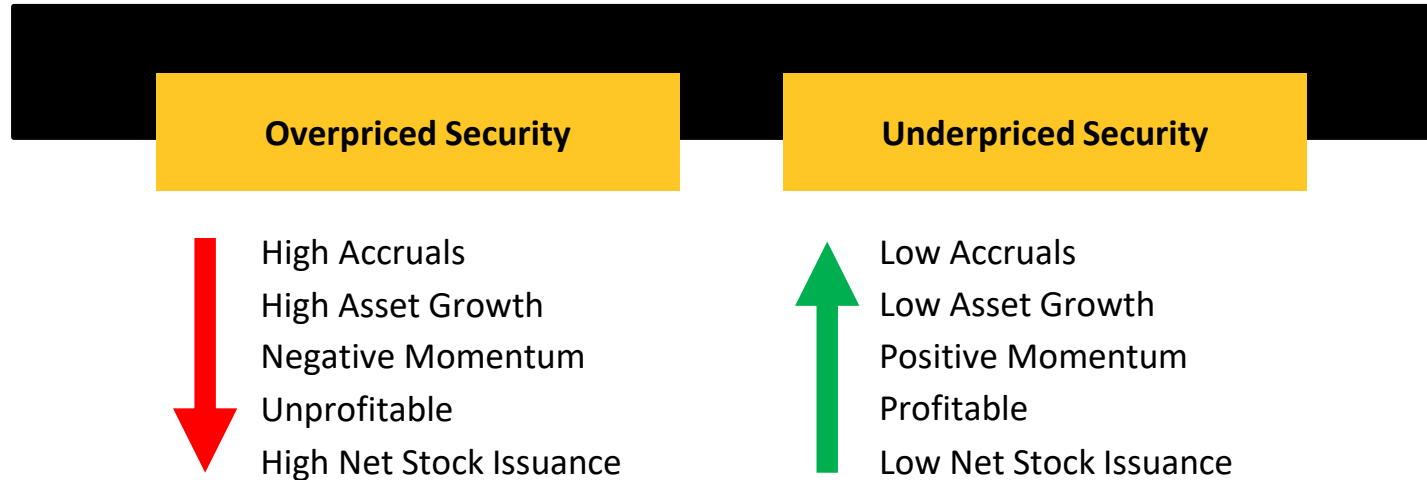 Overpriced Security
High Accruals
High Asset Growth
Negative Momentum
Unprofitable
High Net Stock Issuance
Underpriced Security
Low Accruals
Low Asset Growth
Positive Momentum
Profitable
Low Net Stock Issuance